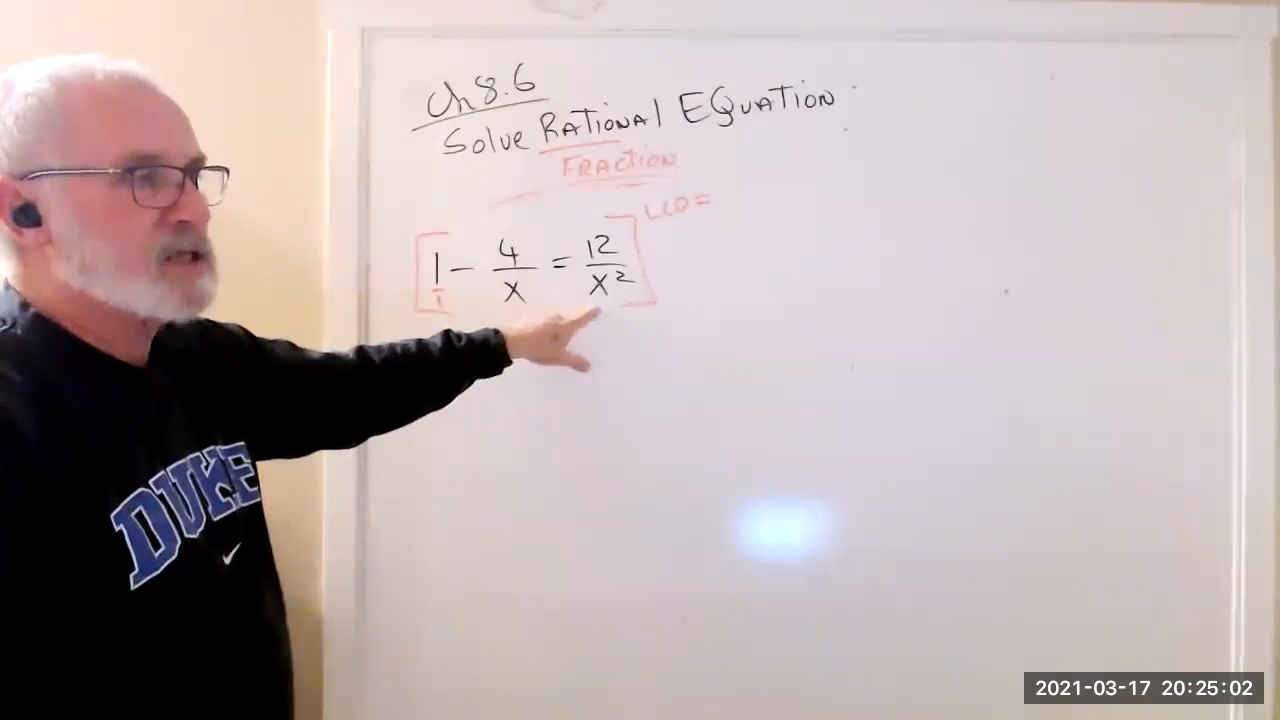 Ch 8.6
Solve Rational Equation
Fraction
LCD =
1 - 4 = 12
1 x x²
DUKE
2021-03-17 20:25:02